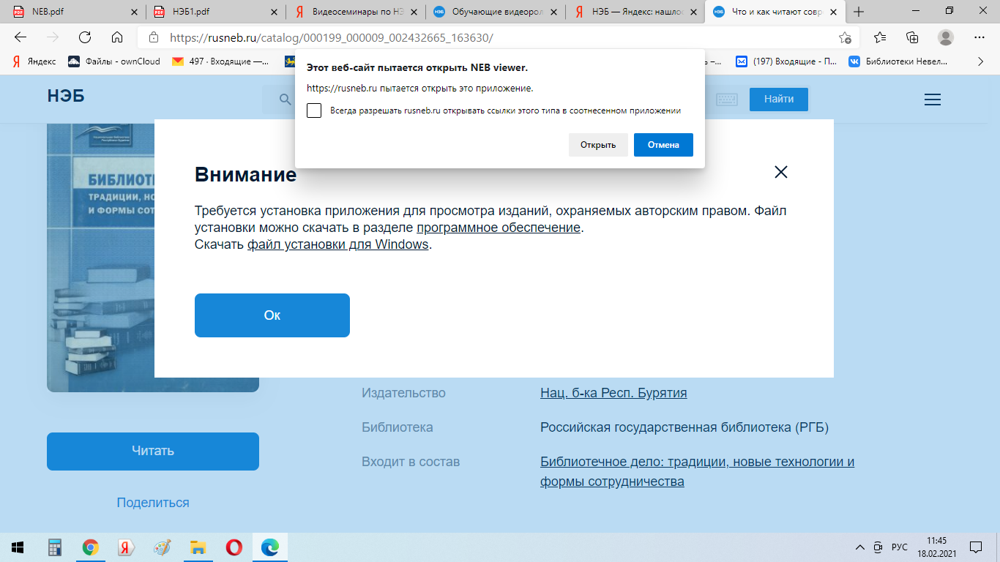 NEB.pdf
НЭБ1.pdf
Видеосеминары по НЭ
Обучающие видеорол
НЭБ — Яндекс: нашлос
Что и как читают совр
https://rusneb.ru/catalog/000199_000009_002432665_163630/
Яндекс
Файлы - ownCloud
497 · Входящие —...
(197) Входящие - П...
Библиотеки Невел...
Этот веб-сайт пытается открыть NEB viewer.
https://rusneb.ru пытается открыть это приложение.
Всегда разрешать rusneb.ru открывать ссылки этого типа в соотнесенном приложении
Открыть
Отмена
НЭБ
Найти
БИБЛИОТЕ
ТРАДИЦИИ, НО
И ФОРМЫ СОТ
Внимание
Требуется установка приложения для просмотра изданий, охраняемых авторским правом. Файл
установки можно скачать в разделе программное обеспечение.
Скачать файл установки для Windows.
Ок
Издательство
Нац. б-ка Респ. Бурятия
Библиотека
Российская государственная библиотека (РГБ)
Входит в состав
Библиотечное дело: традиции, новые технологии и
формы сотрудничества
Читать
Поделиться
РУС
11:45
18.02.2021